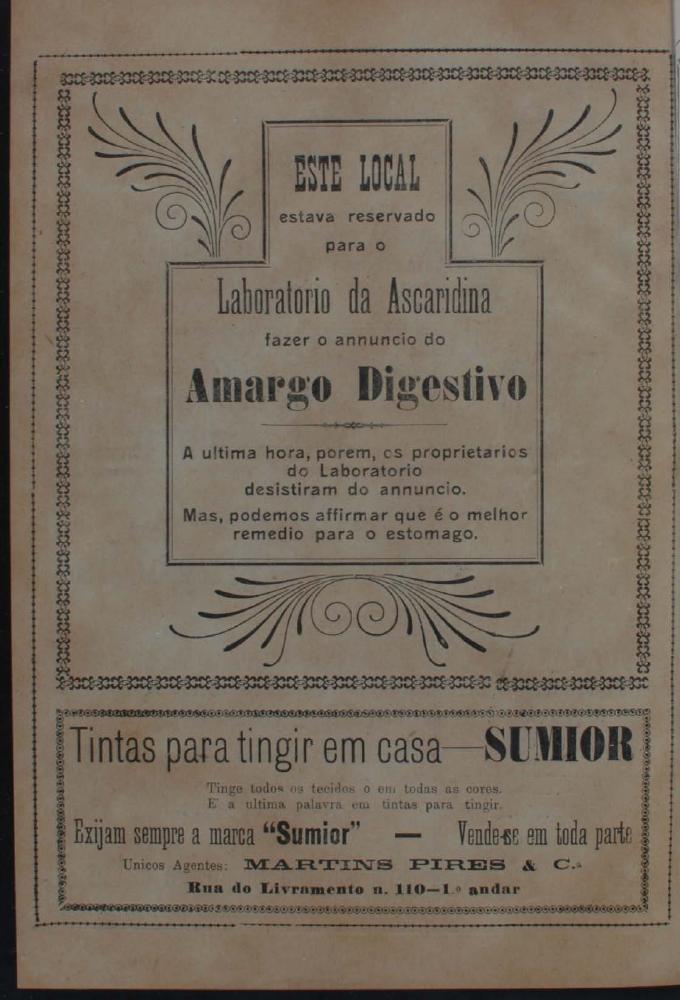 ESTE LOCAL
estava reservado
para o
Laboratorio da Ascaridina
fazer o annuncio do
Amargo Digestivo
A ultima hora, porem, os proprietarios
do Laboratorio
desistiram do annuncio.
Mas, podemos affirmar que é o melhor
remedio para o estomago.
Tintas para tingir em casa—SUMIOR
Tinge todos os tecidos o em todas as cores.
E' a ultima palavra em tintas para tingir.
Exijam sempre a marca “Sumior” — Vende-se em toda parte
Unicos Agentes: MARTINS PIRES & C.ª
Rua do Livramento n. 110—1.º andar